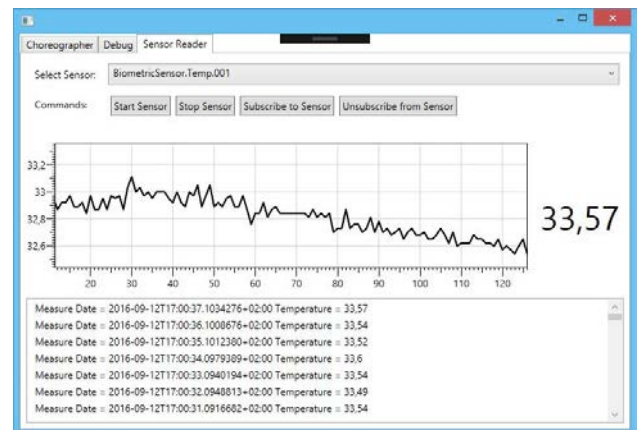 Choreographer Debug Sensor Reader
Select Sensor: BiometricSensor.Temp.001
Commands: Start Sensor Stop Sensor Subscribe to Sensor Unsubscribe from Sensor
33,2
33
32,8
32,6
33,57
20 30 40 50 60 70 80 90 100 110 120
Measure Date = 2016-09-12T17:00:37.1034276+02:00 Temperature = 33,57
Measure Date = 2016-09-12T17:00:36.1008676+02:00 Temperature = 33,54
Measure Date = 2016-09-12T17:00:35.1012380+02:00 Temperature = 33,52
Measure Date = 2016-09-12T17:00:34.0979389+02:00 Temperature = 33,6
Measure Date = 2016-09-12T17:00:33.0940194+02:00 Temperature = 33,54
Measure Date = 2016-09-12T17:00:32.0948813+02:00 Temperature = 33,49
Measure Date = 2016-09-12T17:00:31.0916682+02:00 Temperature = 33,54